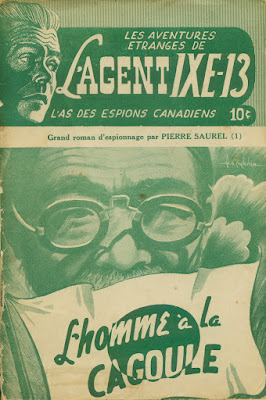 LES AVENTURES
ETRANGES DE
L'AGENT IXE-13
L'AS DES ESPIONS CANADIENS
10¢
Grand roman d'espionnage par PIERRE SAUREL (1)
L'homme à la
CAGOULE